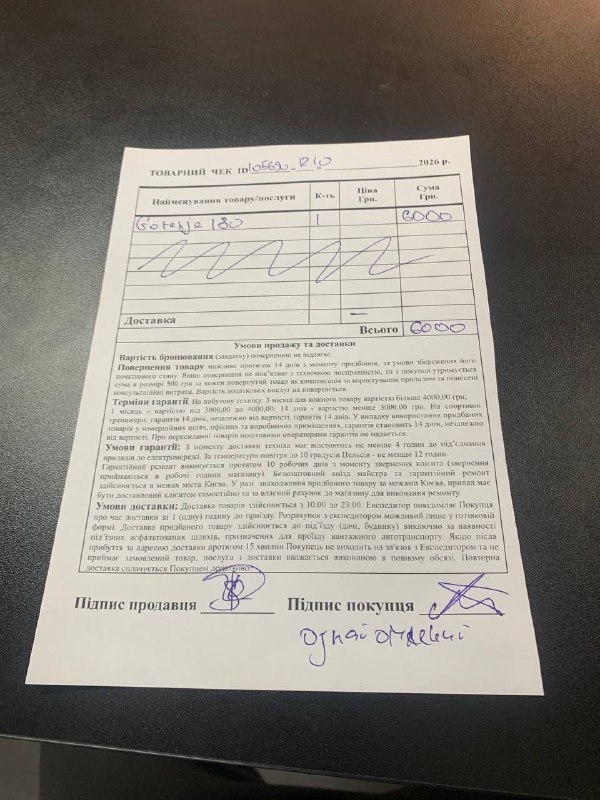 ТОВАРНИЙ ЧЕК ID 2026 р.
Найменування товару/послуги К-ть Ціна Грн. Сума Грн.
Gorenje 180 1 6000
Доставка —
Всього 6000
Умови продажу та доставки
Вартість бронювання (завдатку) поверненню не підлягає.
Повернення товару можливе протягом 14 днів з моменту придбання, за умови збереження його
початкового стану. Якщо повернення не пов'язане з технічною несправністю, то з покупця утримується
сума в розмірі 500 грн за кожен повернутий товар як компенсація за користування приладом та понесені
консультаційні витрати. Вартість додаткових послуг не повертається.
Терміни гарантії. На побутову техніку: 3 місяці для кожного товару вартістю більше 4000,00 грн;
1 місяць - вартістю від 3000,00 до 4000,00; 14 днів - вартістю менше 3000,00 грн. На спортивні
тренажери: гарантія 14 днів, незалежно від вартості. У випадку використання придбаних
товарів у комерційних цілях, офісних та виробничих приміщеннях, гарантія становить 14 днів, незалежно
від вартості. При пересиланні товарів поштовими операторами гарантія не надається.
Умови гарантії: З моменту доставки техніка має відстоятись не менше 4 годин до під'єднання
приладів до електромережі. За температури повітря до 10 градусів Цельсія - не менше 12 годин.
Гарантійний ремонт виконується протягом 10 робочих днів з моменту звернення клієнта (звернення
приймаються в робочі години магазину). Безкоштовний виїзд майстра та гарантійний ремонт
здійснюється в межах міста Києва. У разі знаходження придбаного товару за межами Києва, прилад має
бути доставлений клієнтом самостійно та за власний рахунок до магазину для виконання ремонту.
Умови доставки: Доставка товарів здійснюється з 10:00 до 23:00. Експедитор повідомляє Покупця
про час доставки за 1 (одну) годину до приїзду. Розрахунок з експедитором можливий лише у готівковій
формі. Доставка придбаного товару здійснюється до під'їзду (дачі, будинку) виключно за наявності
під'їзних асфальтованих шляхів, призначених для проїзду вантажного автотранспорту. Якщо після
прибуття за адресою доставки протягом 15 хвилин Покупець не виходить на зв'язок з Експедитором та не
приймає замовлений товар, послуга з доставки вважається виконаною в повному обсязі. Повторна
доставка сплачується Покупцем додатково.
Підпис продавця Підпис покупця